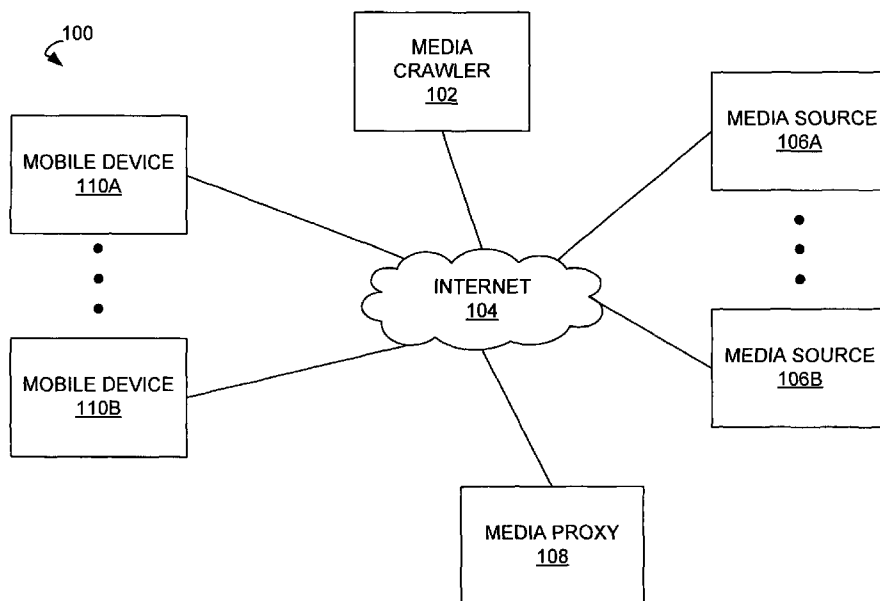 100
MEDIA
CRAWLER
102
MEDIA SOURCE
106A
MOBILE DEVICE
110A
INTERNET
104
MEDIA SOURCE
106B
MOBILE DEVICE
110B
MEDIA PROXY
108